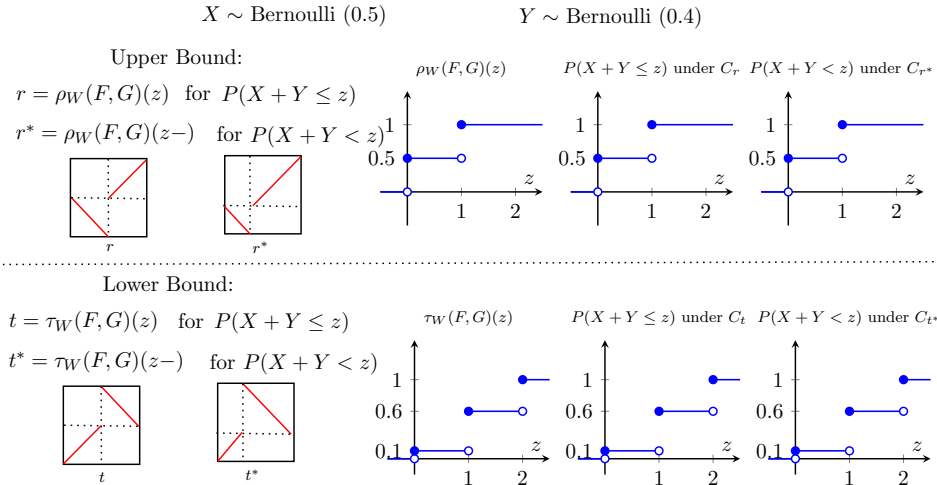 X ∼ Bernoulli (0.5)
Y ∼ Bernoulli (0.4)
Upper Bound:
r = ρ_W(F, G)(z) for P(X + Y ≤ z)
r* = ρ_W(F, G)(z−) for P(X + Y < z)
r
r*
ρ_W(F, G)(z)
1
0.5
z
1
2
P(X + Y ≤ z) under C_r
1
0.5
z
1
2
P(X + Y < z) under C_{r*}
1
0.5
z
1
2
Lower Bound:
t = τ_W(F, G)(z) for P(X + Y ≤ z)
t* = τ_W(F, G)(z−) for P(X + Y < z)
t
t*
τ_W(F, G)(z)
1
0.6
0.1
z
1
2
P(X + Y ≤ z) under C_t
1
0.6
0.1
z
1
2
P(X + Y < z) under C_{t*}
1
0.6
0.1
z
1
2